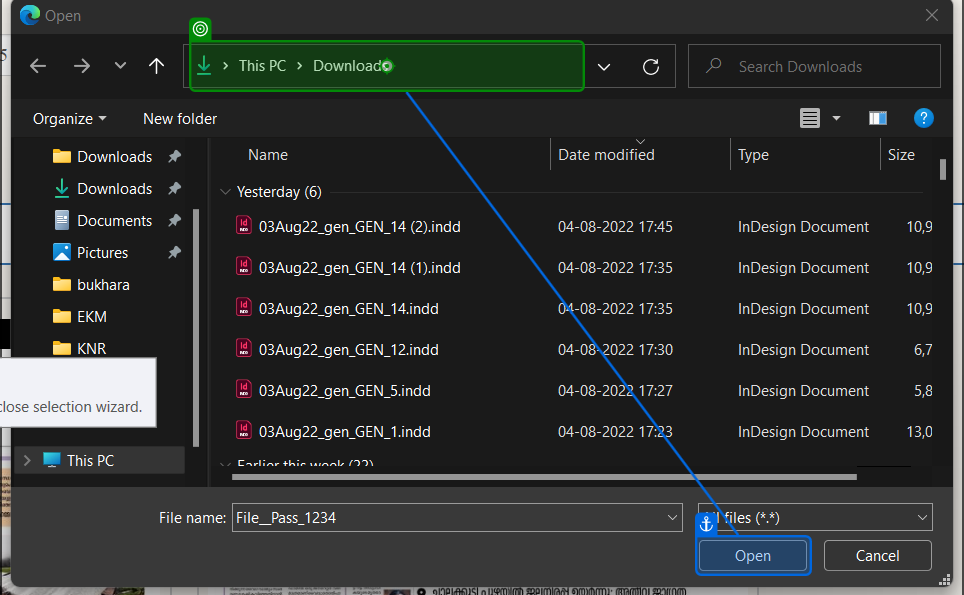 Open
This PC > Downloads
Search Downloads
Organize
New folder
Downloads
Downloads
Documents
Pictures
bukhara
EKM
KNR
close selection wizard.
This PC
Name Date modified Type Size
Yesterday (6)
03Aug22_gen_GEN_14 (2).indd 04-08-2022 17:45 InDesign Document 10,9
03Aug22_gen_GEN_14 (1).indd 04-08-2022 17:35 InDesign Document 10,9
03Aug22_gen_GEN_14.indd 04-08-2022 17:35 InDesign Document 10,9
03Aug22_gen_GEN_12.indd 04-08-2022 17:30 InDesign Document 6,7
03Aug22_gen_GEN_5.indd 04-08-2022 17:27 InDesign Document 5,8
03Aug22_gen_GEN_1.indd 04-08-2022 17:23 InDesign Document 13,0
Earlier this week (22)
File name: File__Pass_1234
All files (*.*)
Open
Cancel